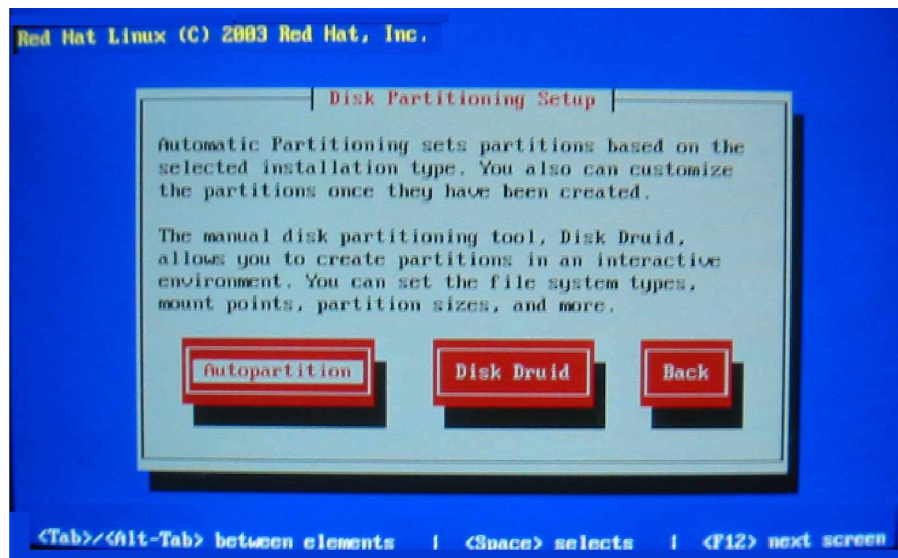 Red Hat Linux (C) 2003 Red Hat, Inc.
Disk Partitioning Setup
Automatic Partitioning sets partitions based on the
selected installation type. You also can customize
the partitions once they have been created.
The manual disk partitioning tool, Disk Druid,
allows you to create partitions in an interactive
environment. You can set the file system types,
mount points, partition sizes, and more.
Autopartition Disk Druid Back
<Tab>/<Alt-Tab> between elements | <Space> selects | <F12> next screen